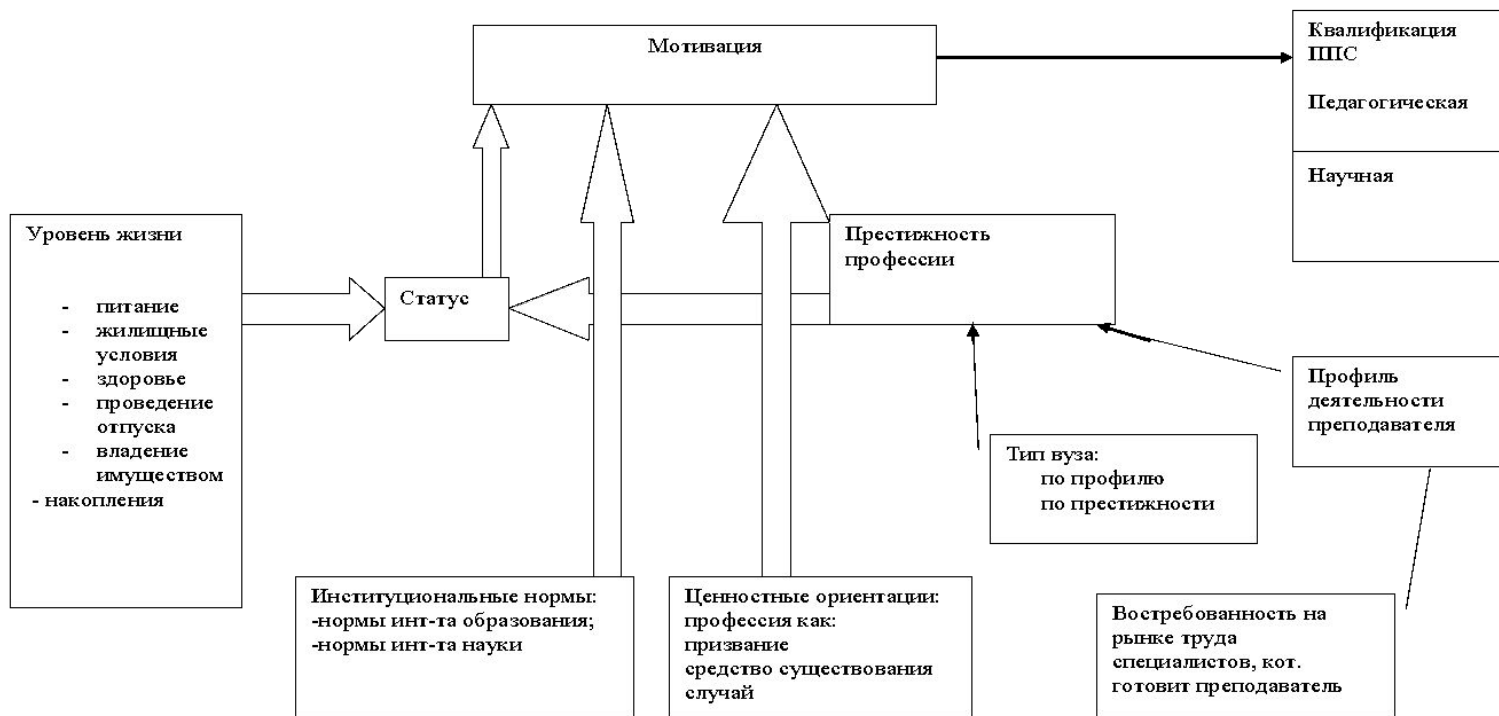 Мотивация
Квалификация
ППС
Педагогическая
Научная
Уровень жизни
- питание
- жилищные
условия
- здоровье
- проведение
отпуска
- владение
имуществом
- накопления
Статус
Престижность
профессии
Профиль
деятельности
преподавателя
Тип вуза:
по профилю
по престижности
Институциональные нормы:
-нормы инт-та образования;
-нормы инт-та науки
Ценностные ориентации:
профессия как:
призвание
средство существования
случай
Востребованность на
рынке труда
специалистов, кот.
готовит преподаватель